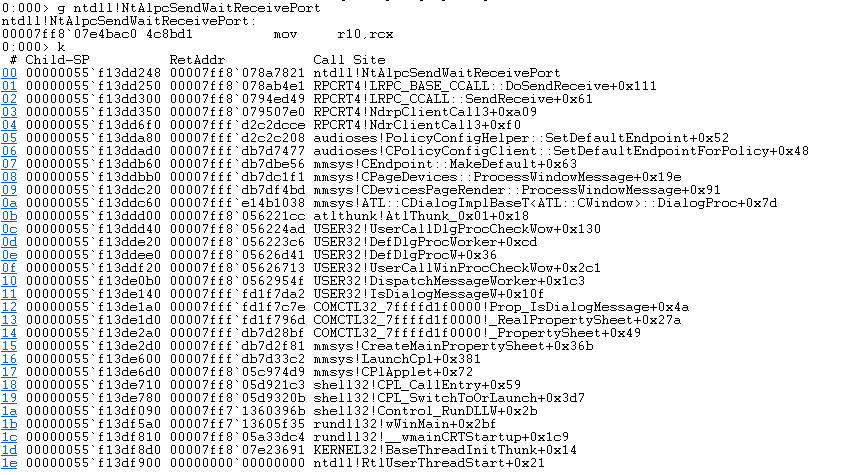 0:000> g ntdll!NtAlpcSendWaitReceivePort
ntdll!NtAlpcSendWaitReceivePort:
00007ff8`07e4bac0 4c8bd1          mov     r10,rcx
0:000> k
 # Child-SP          RetAddr           Call Site
00 00000055`f13dd248 00007ff8`078a7821 ntdll!NtAlpcSendWaitReceivePort
01 00000055`f13dd250 00007ff8`078ab4e1 RPCRT4!LRPC_BASE_CCALL::DoSendReceive+0x111
02 00000055`f13dd300 00007ff8`0794ed49 RPCRT4!LRPC_CCALL::SendReceive+0x61
03 00000055`f13dd350 00007ff8`079507e0 RPCRT4!NdrpClientCall3+0xa09
04 00000055`f13dd6f0 00007fff`d2c2dcce RPCRT4!NdrClientCall3+0xf0
05 00000055`f13dda80 00007fff`d2c2c208 audioses!PolicyConfigHelper::SetDefaultEndpoint+0x52
06 00000055`f13ddad0 00007fff`db7d7477 audioses!CPolicyConfigClient::SetDefaultEndpointForPolicy+0x48
07 00000055`f13ddb60 00007fff`db7dbe56 mmsys!CEndpoint::MakeDefault+0x63
08 00000055`f13ddbb0 00007fff`db7dc1f1 mmsys!CPageDevices::ProcessWindowMessage+0x19e
09 00000055`f13ddc20 00007fff`db7df4bd mmsys!CDevicesPageRender::ProcessWindowMessage+0x91
0a 00000055`f13ddc60 00007fff`e14b1038 mmsys!ATL::CDialogImplBaseT<ATL::CWindow>::DialogProc+0x7d
0b 00000055`f13ddd00 00007ff8`056221cc atlthunk!AtlThunk_0x01+0x18
0c 00000055`f13ddd40 00007ff8`056224ad USER32!UserCallDlgProcCheckWow+0x130
0d 00000055`f13dde20 00007ff8`056223c6 USER32!DefDlgProcWorker+0xcd
0e 00000055`f13ddee0 00007ff8`05626d41 USER32!DefDlgProcW+0x36
0f 00000055`f13ddf20 00007ff8`05626713 USER32!UserCallWinProcCheckWow+0x2c1
10 00000055`f13de0b0 00007ff8`0562954f USER32!DispatchMessageWorker+0x1c3
11 00000055`f13de140 00007fff`fd1f7da2 USER32!IsDialogMessageW+0x10f
12 00000055`f13de1a0 00007fff`fd1f7c7e COMCTL32_7ffffd1f0000!Prop_IsDialogMessage+0x4a
13 00000055`f13de1d0 00007fff`fd1f796d COMCTL32_7ffffd1f0000!_RealPropertySheet+0x27a
14 00000055`f13de2a0 00007fff`db7d28bf COMCTL32_7ffffd1f0000!_PropertySheet+0x49
15 00000055`f13de2d0 00007fff`db7d2f81 mmsys!CreateMainPropertySheet+0x36b
16 00000055`f13de600 00007fff`db7d33c2 mmsys!LaunchCpl+0x381
17 00000055`f13de6d0 00007ff8`05c974d9 mmsys!CPlApplet+0x72
18 00000055`f13de710 00007ff8`05d921c3 shell32!CPL_CallEntry+0x59
19 00000055`f13de780 00007ff8`05d9320b shell32!CPL_SwitchToOrLaunch+0x3d7
1a 00000055`f13df090 00007ff7`1360396b shell32!Control_RunDLLW+0x2b
1b 00000055`f13df5a0 00007ff7`13605f35 rundll32!wWinMain+0x2bf
1c 00000055`f13df810 00007ff8`05a33dc4 rundll32!__wmainCRTStartup+0x1c9
1d 00000055`f13df8d0 00007ff8`07e23691 KERNEL32!BaseThreadInitThunk+0x14
1e 00000055`f13df900 00000000`00000000 ntdll!RtlUserThreadStart+0x21